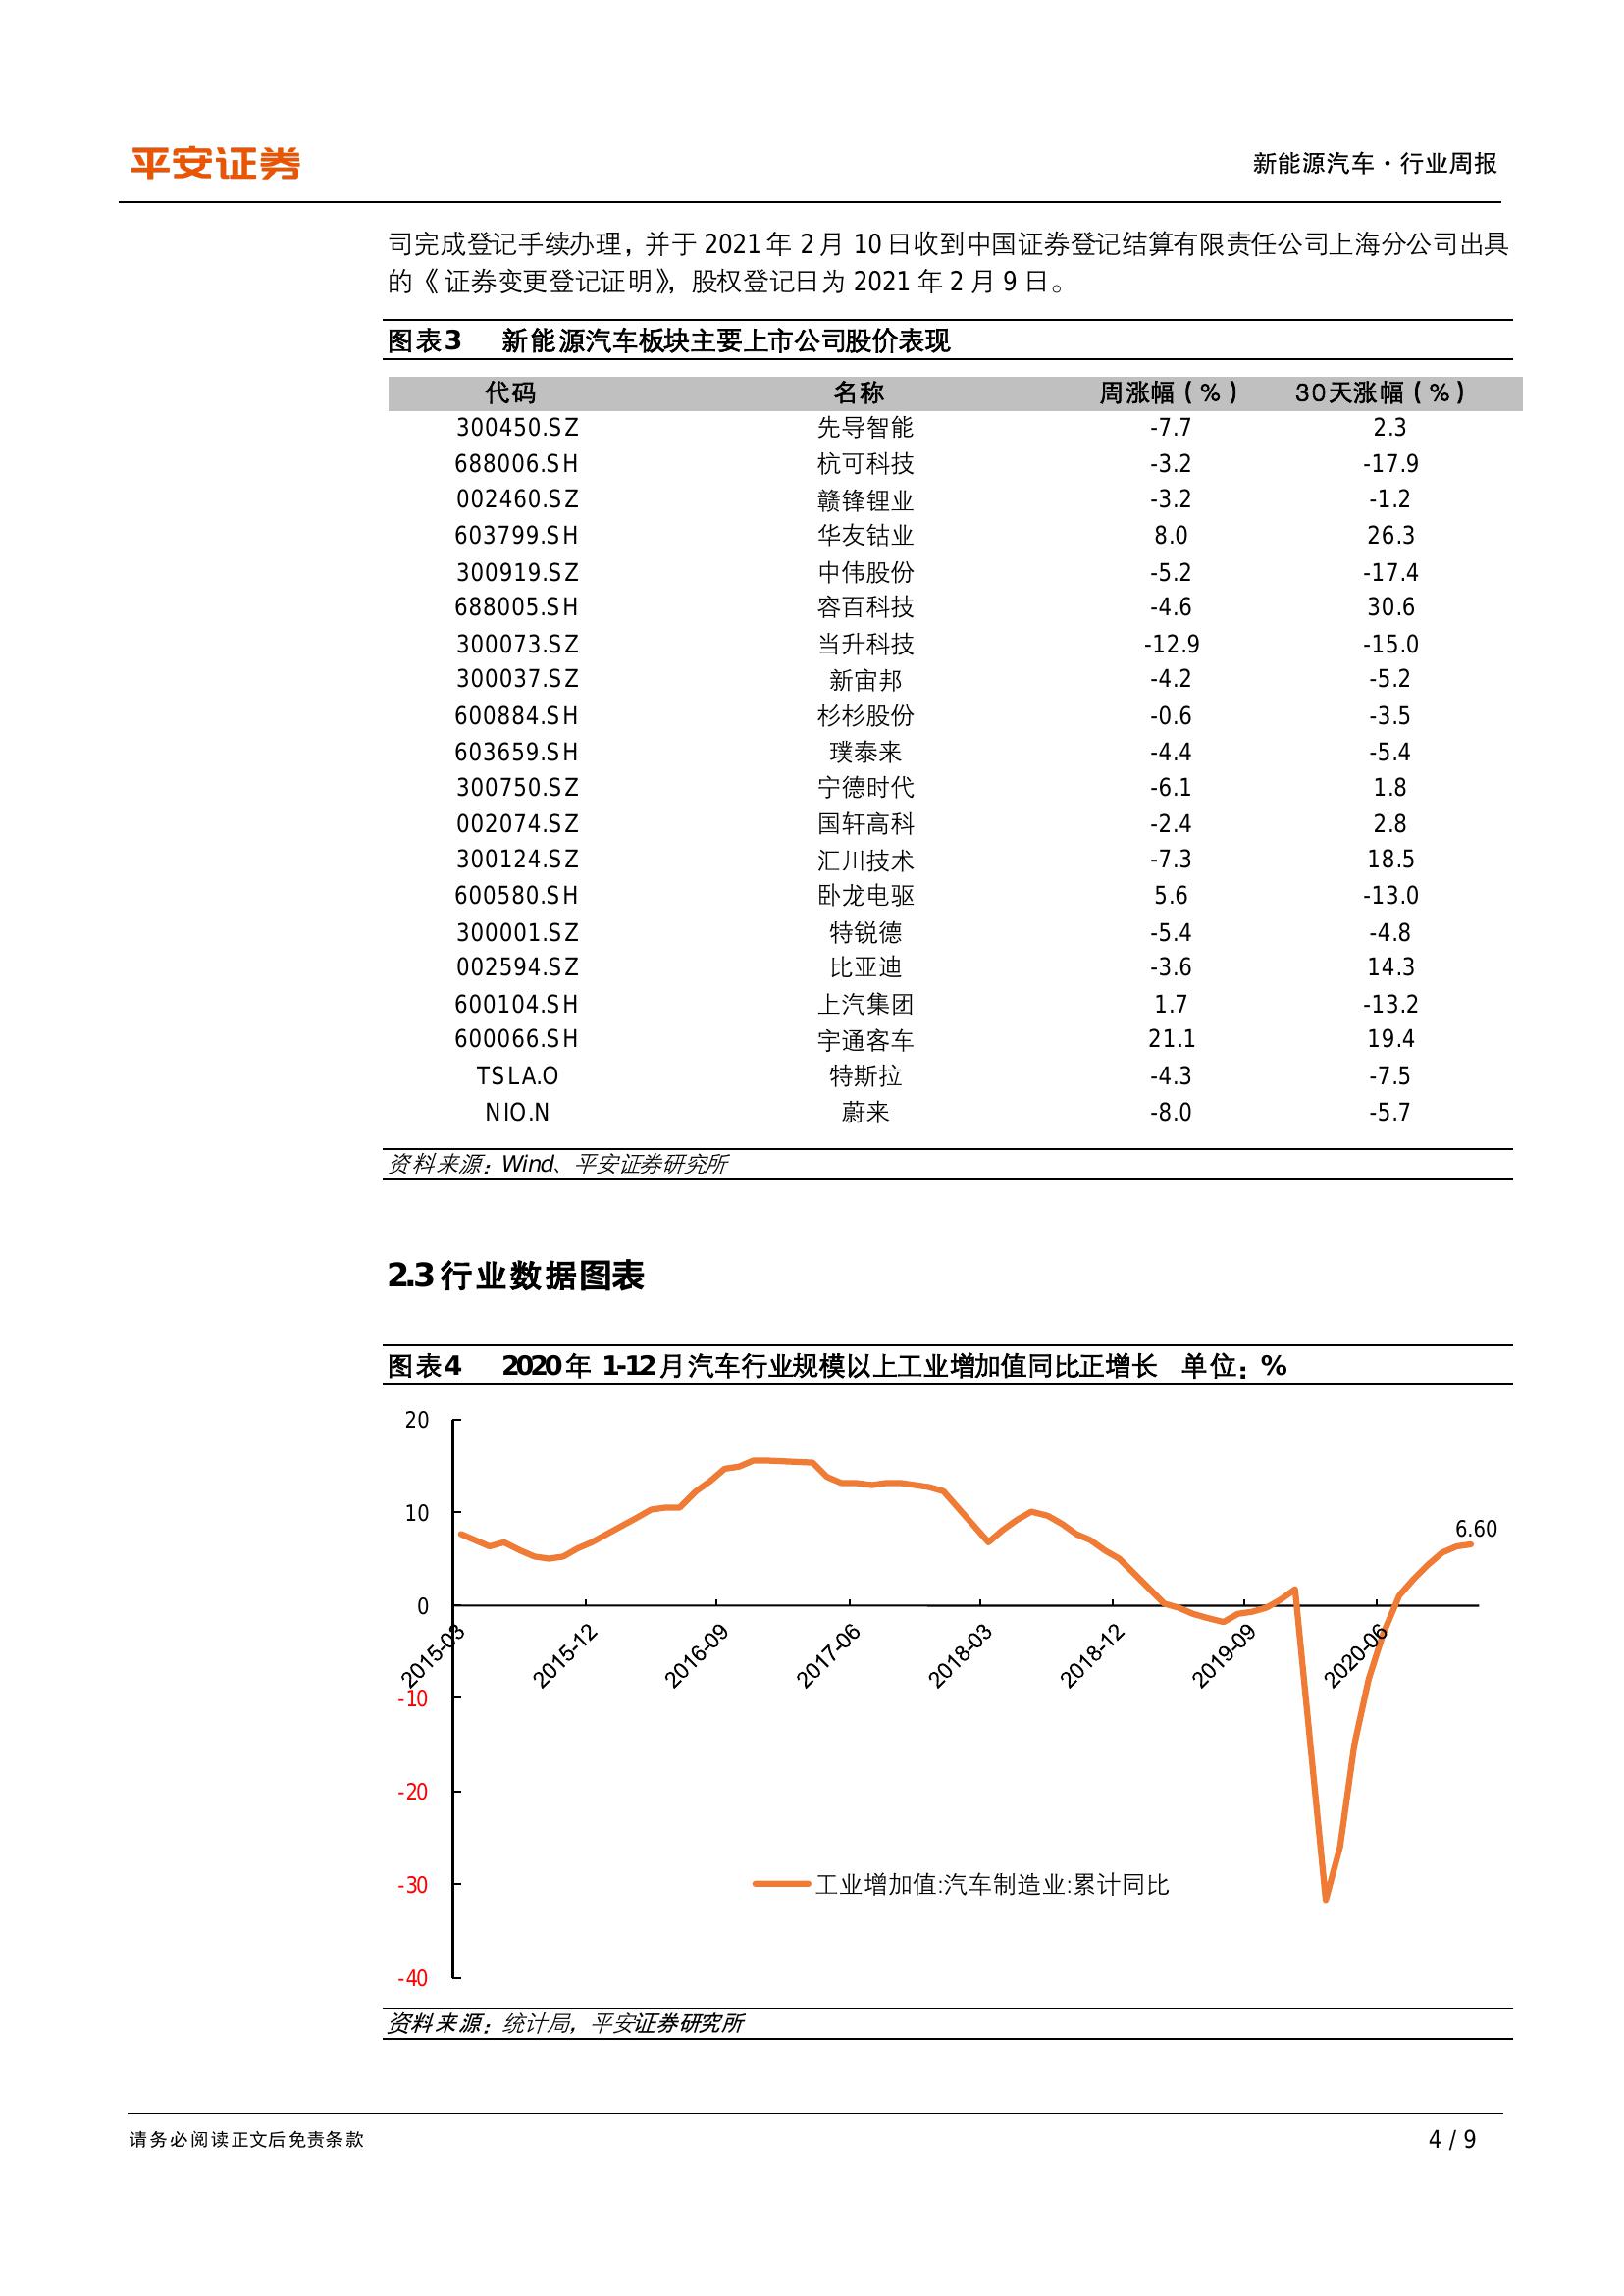 平安证券
新能源汽车·行业周报
司完成登记手续办理，并于 2021 年 2 月 10 日收到中国证券登记结算有限责任公司上海分公司出具
的《证券变更登记证明》，股权登记日为 2021 年 2 月 9 日。
图表3 新能源汽车板块主要上市公司股价表现
代码 名称 周涨幅（%） 30天涨幅（%）
300450.SZ 先导智能 -7.7 2.3
688006.SH 杭可科技 -3.2 -17.9
002460.SZ 赣锋锂业 -3.2 -1.2
603799.SH 华友钴业 8.0 26.3
300919.SZ 中伟股份 -5.2 -17.4
688005.SH 容百科技 -4.6 30.6
300073.SZ 当升科技 -12.9 -15.0
300037.SZ 新宙邦 -4.2 -5.2
600884.SH 杉杉股份 -0.6 -3.5
603659.SH 璞泰来 -4.4 -5.4
300750.SZ 宁德时代 -6.1 1.8
002074.SZ 国轩高科 -2.4 2.8
300124.SZ 汇川技术 -7.3 18.5
600580.SH 卧龙电驱 5.6 -13.0
300001.SZ 特锐德 -5.4 -4.8
002594.SZ 比亚迪 -3.6 14.3
600104.SH 上汽集团 1.7 -13.2
600066.SH 宇通客车 21.1 19.4
TSLA.O 特斯拉 -4.3 -7.5
NIO.N 蔚来 -8.0 -5.7
资料来源：Wind、平安证券研究所
2.3 行业数据图表
图表4 2020 年 1-12 月汽车行业规模以上工业增加值同比正增长 单位：%
20
10
0
-10
-20
-30
-40
6.60
2015-03 2015-12 2016-09 2017-06 2018-03 2018-12 2019-09 2020-06
工业增加值:汽车制造业:累计同比
资料来源：统计局，平安证券研究所
请务必阅读正文后免责条款
4 / 9